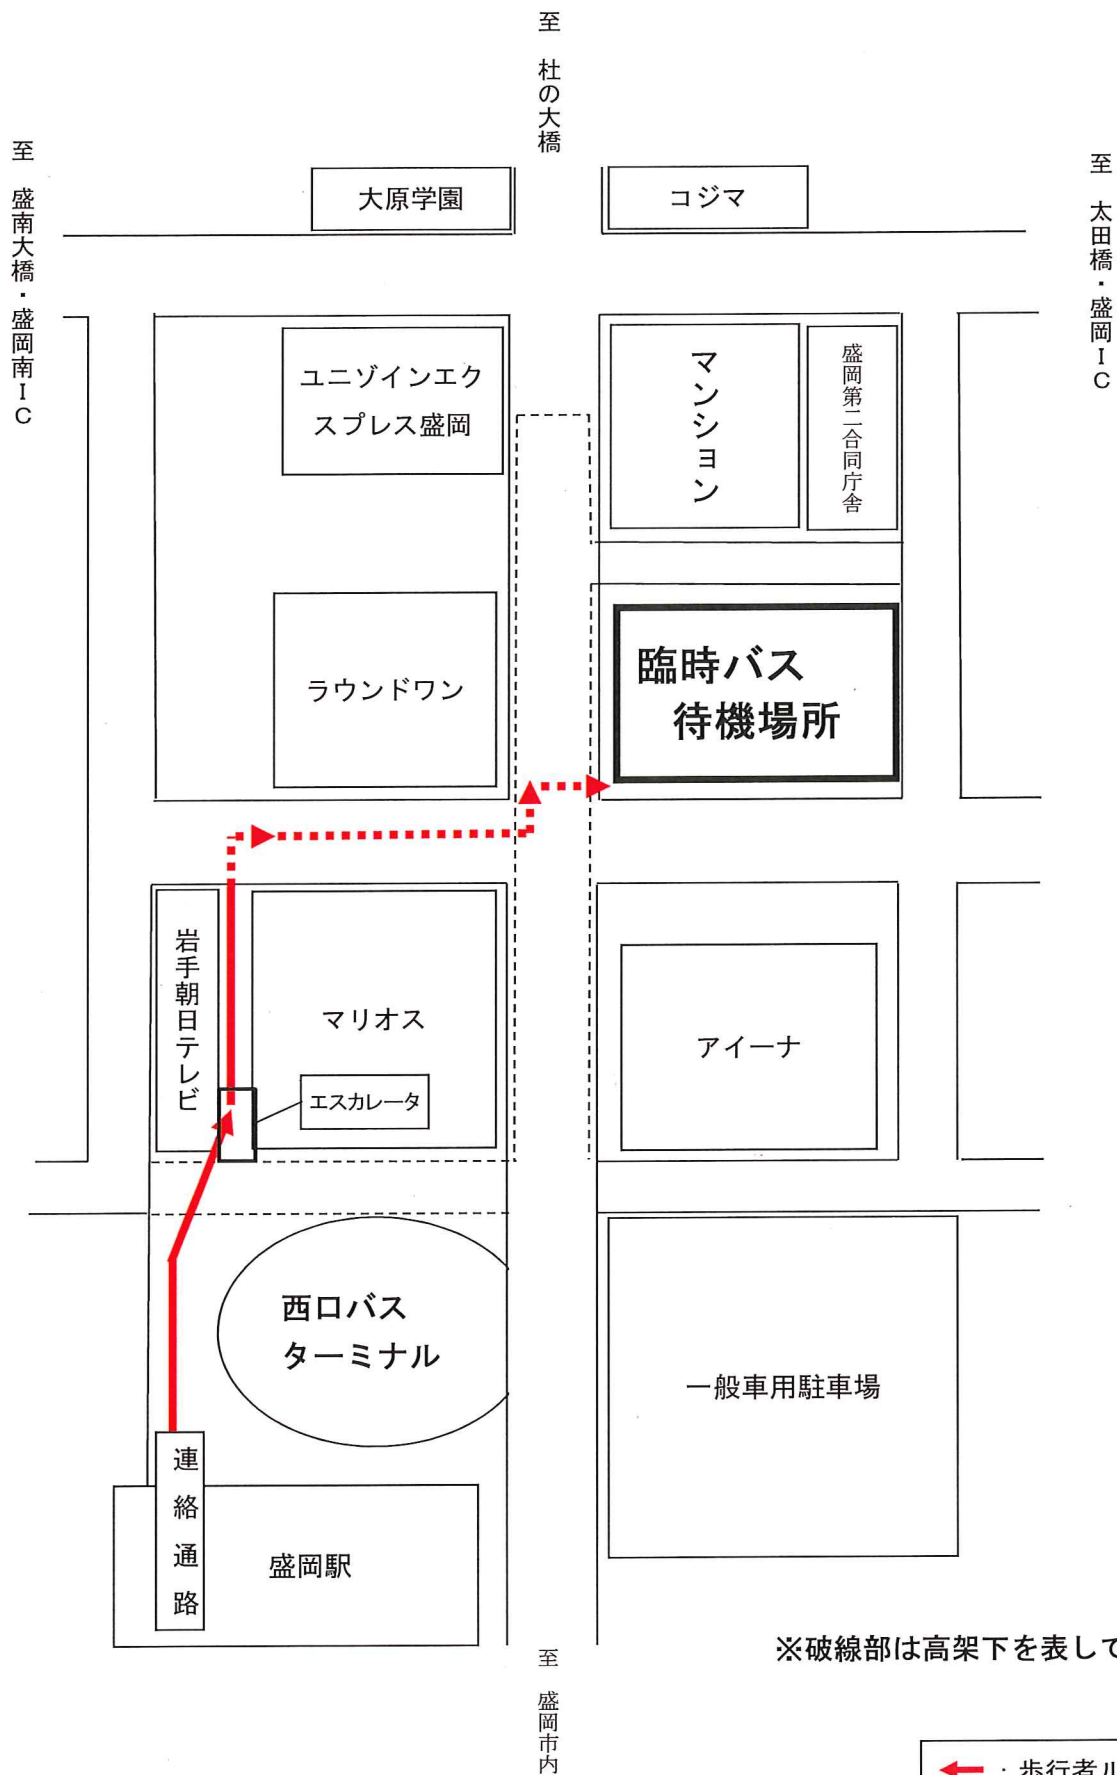 至 杜の大橋
至 盛南大橋・盛岡南IC
至 太田橋・盛岡IC
大原学園
コジマ
ユニゾインエク
スプレス盛岡
マンション
盛岡第二合同庁舎
ラウンドワン
臨時バス
待機場所
岩手朝日テレビ
マリオス
エスカレータ
アイーナ
西口バス
ターミナル
一般車用駐車場
連絡通路
盛岡駅
※破線部は高架下を表して
至 盛岡市内
：歩行者ル